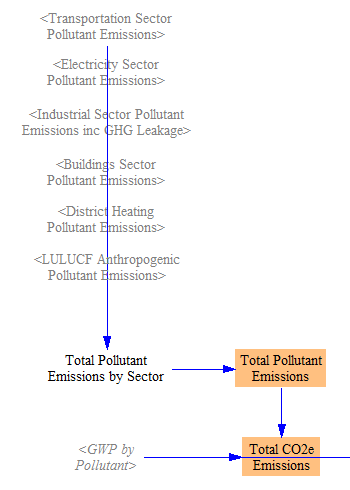 <Transportation Sector
Pollutant Emissions>
<Electricity Sector
Pollutant Emissions>
<Industrial Sector Pollutant
Emissions inc GHG Leakage>
<Buildings Sector
Pollutant Emissions>
<District Heating
Pollutant Emissions>
<LULUCF Anthropogenic
Pollutant Emissions>
Total Pollutant
Emissions by Sector
Total Pollutant
Emissions
<GWP by
Pollutant>
Total CO2e
Emissions